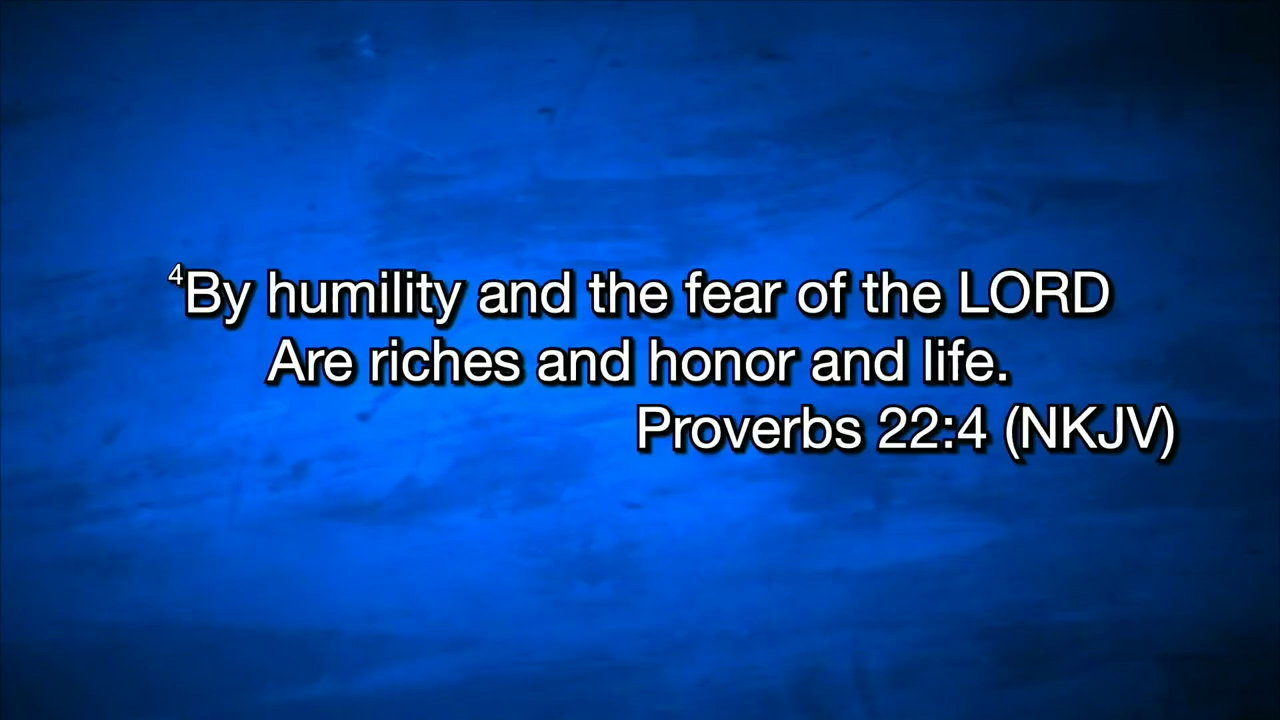 ⁴By humility and the fear of the LORD
Are riches and honor and life.
Proverbs 22:4 (NKJV)